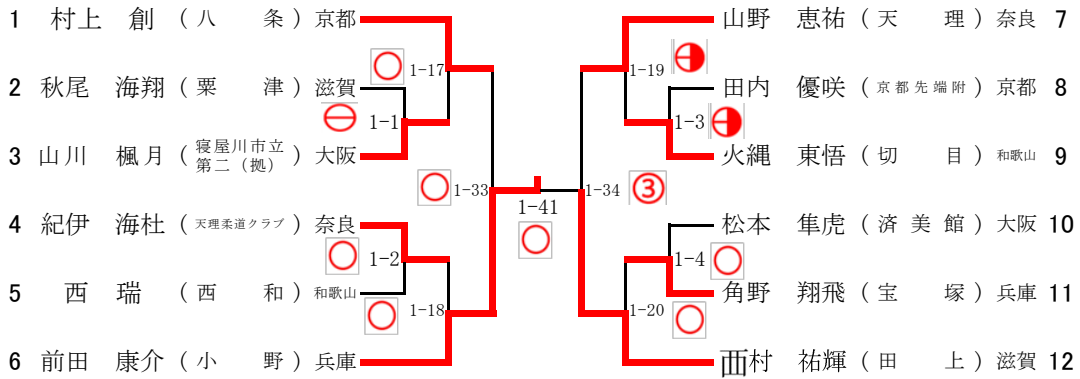 1 村上 創 (八 条) 京都
1-17
2 秋尾 海翔 (粟 津) 滋賀
1-1
3 山川 楓月 (寝屋川市立第二(拠)) 大阪
1-33
4 紀伊 海杜 (天理柔道クラブ) 奈良
1-2
5 西 瑞 (西 和) 和歌山
1-18
6 前田 康介 (小 野) 兵庫
1-41
山野 恵祐 (天 理) 奈良 7
1-19
田内 優咲 (京都先端附) 京都 8
1-3
火縄 東悟 (切 目) 和歌山 9
1-34 ③
松本 隼虎 (済美館) 大阪 10
1-4
角野 翔飛 (宝 塚) 兵庫 11
1-20
襾村 祐輝 (田 上) 滋賀 12